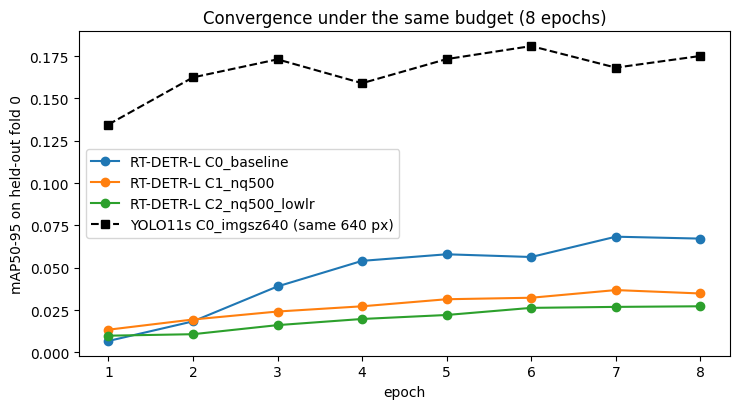 Convergence under the same budget (8 epochs)
mAP50-95 on held-out fold 0
0.175
0.150
0.125
0.100
0.075
0.050
0.025
0.000
RT-DETR-L C0_baseline
RT-DETR-L C1_nq500
RT-DETR-L C2_nq500_lowlr
YOLO11s C0_imgsz640 (same 640 px)
1 2 3 4 5 6 7 8
epoch